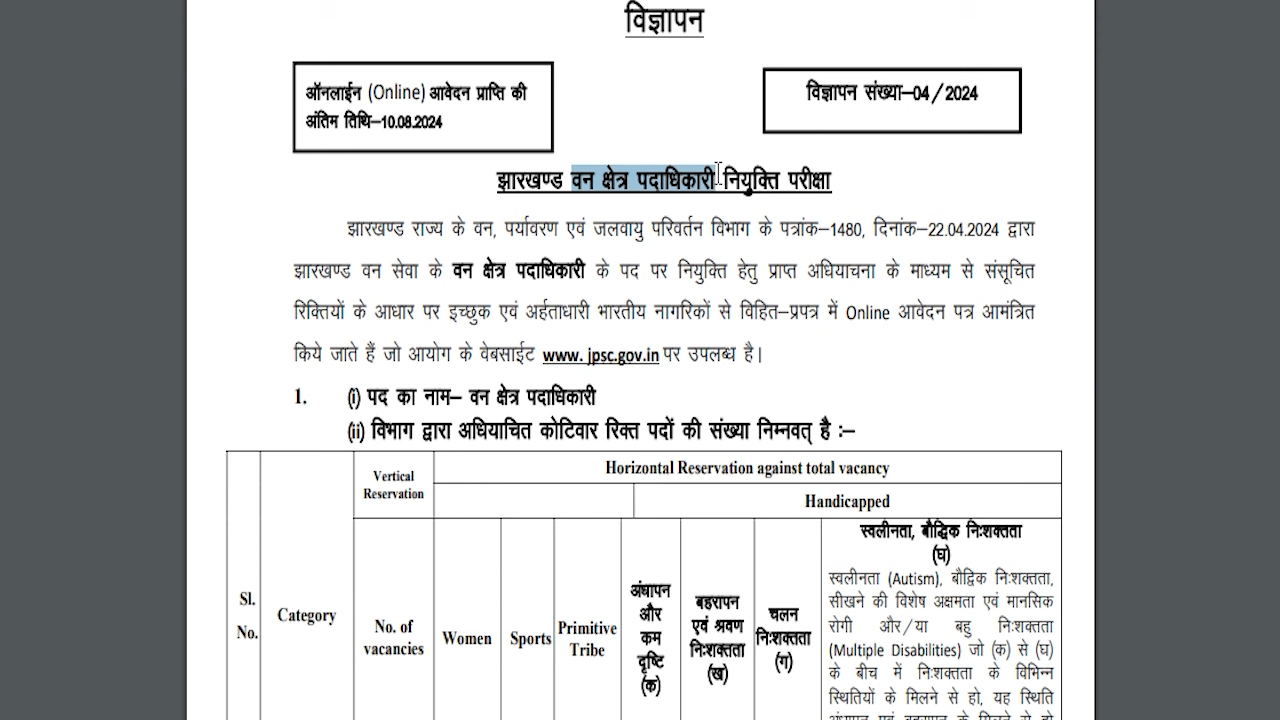 विज्ञापन
ऑनलाईन (Online) आवेदन प्राप्ति की
अंतिम तिथि–10.08.2024
विज्ञापन संख्या–04/2024
झारखण्ड वन क्षेत्र पदाधिकारी नियुक्ति परीक्षा
झारखण्ड राज्य के वन, पर्यावरण एवं जलवायु परिवर्तन विभाग के पत्रांक–1480, दिनांक–22.04.2024 द्वारा
झारखण्ड वन सेवा के वन क्षेत्र पदाधिकारी के पद पर नियुक्ति हेतु प्राप्त अधियाचना के माध्यम से संसूचित
रिक्तियों के आधार पर इच्छुक एवं अर्हताधारी भारतीय नागरिकों से विहित–प्रपत्र में Online आवेदन पत्र आमंत्रित
किये जाते हैं जो आयोग के वेबसाईट www. jpsc.gov.in पर उपलब्ध है।
1. (i) पद का नाम– वन क्षेत्र पदाधिकारी
(ii) विभाग द्वारा अधियाचित कोटिवार रिक्त पदों की संख्या निम्नवत् है :–
Sl.
No.
Category
Vertical
Reservation
Horizontal Reservation against total vacancy
Handicapped
No. of
vacancies
Women
Sports
Primitive
Tribe
अंधापन
और
कम
दृष्टि
(क)
बहरापन
एवं श्रवण
निःशक्तता
(ख)
चलन
निःशक्तता
(ग)
स्वलीनता, बौद्धिक निःशक्तता
(घ)
स्वलीनता (Autism), बौद्विक निःशक्तता,
सीखने की विशेष अक्षमता एवं मानसिक
रोगी और/या बहु निःशक्तता
(Multiple Disabilities) जो (क) से (घ)
के बीच में निःशक्तता के विभिन्न
स्थितियों के मिलने से हो, यह स्थिति
अंधापन एवं बहरापन के मिलने से हो